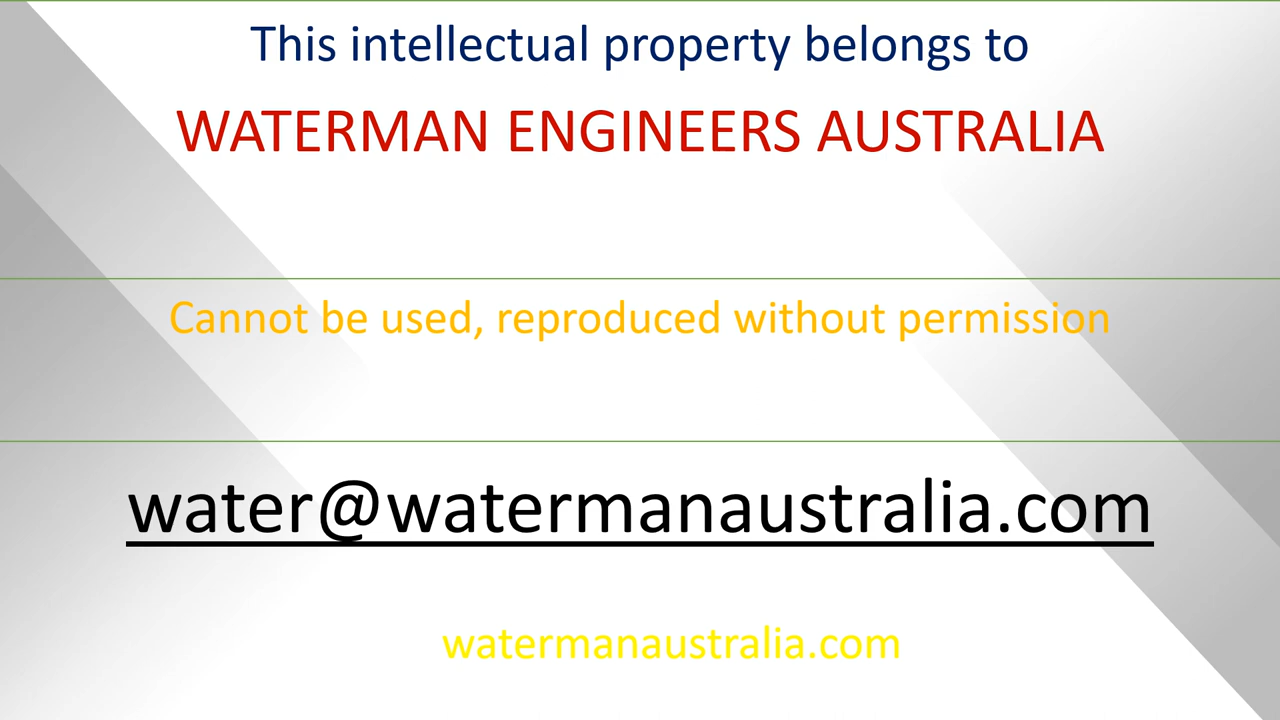 This intellectual property belongs to
WATERMAN ENGINEERS AUSTRALIA
Cannot be used, reproduced without permission
water@watermanaustralia.com
watermanaustralia.com